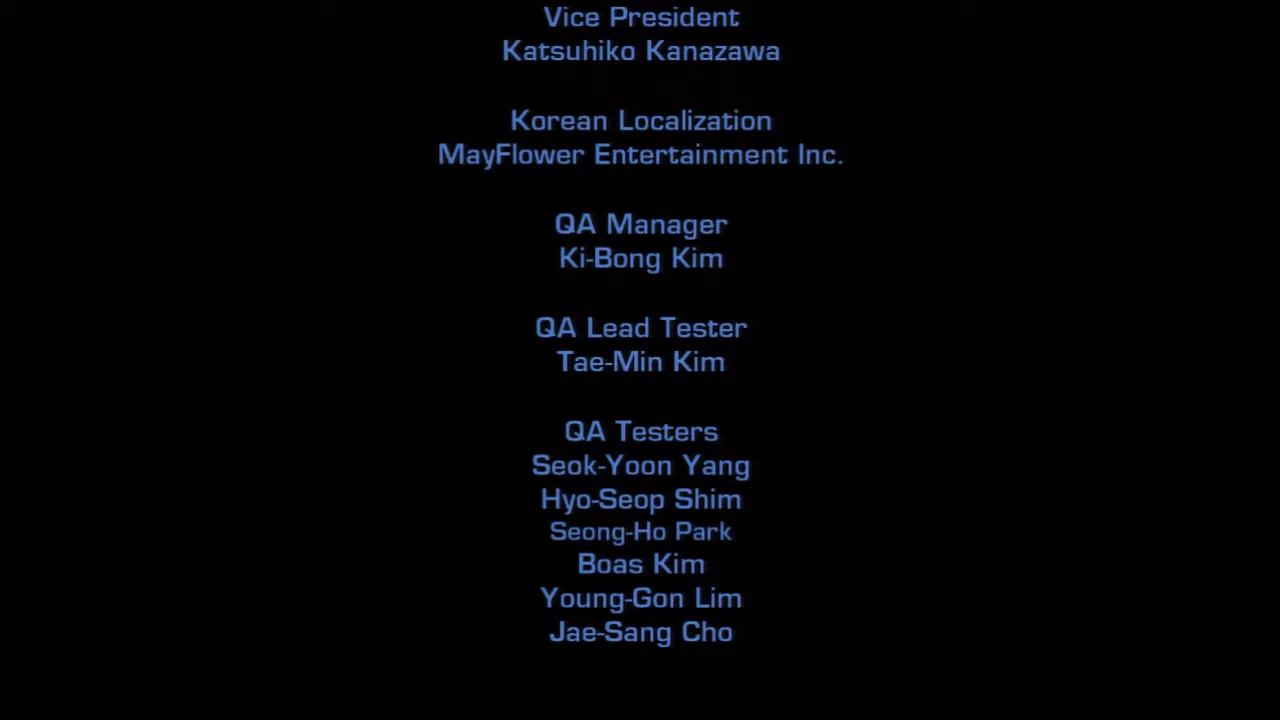 Vice President
Katsuhiko Kanazawa
Korean Localization
MayFlower Entertainment Inc.
QA Manager
Ki-Bong Kim
QA Lead Tester
Tae-Min Kim
QA Testers
Seok-Yoon Yang
Hyo-Seop Shim
Seong-Ho Park
Boas Kim
Young-Gon Lim
Jae-Sang Cho